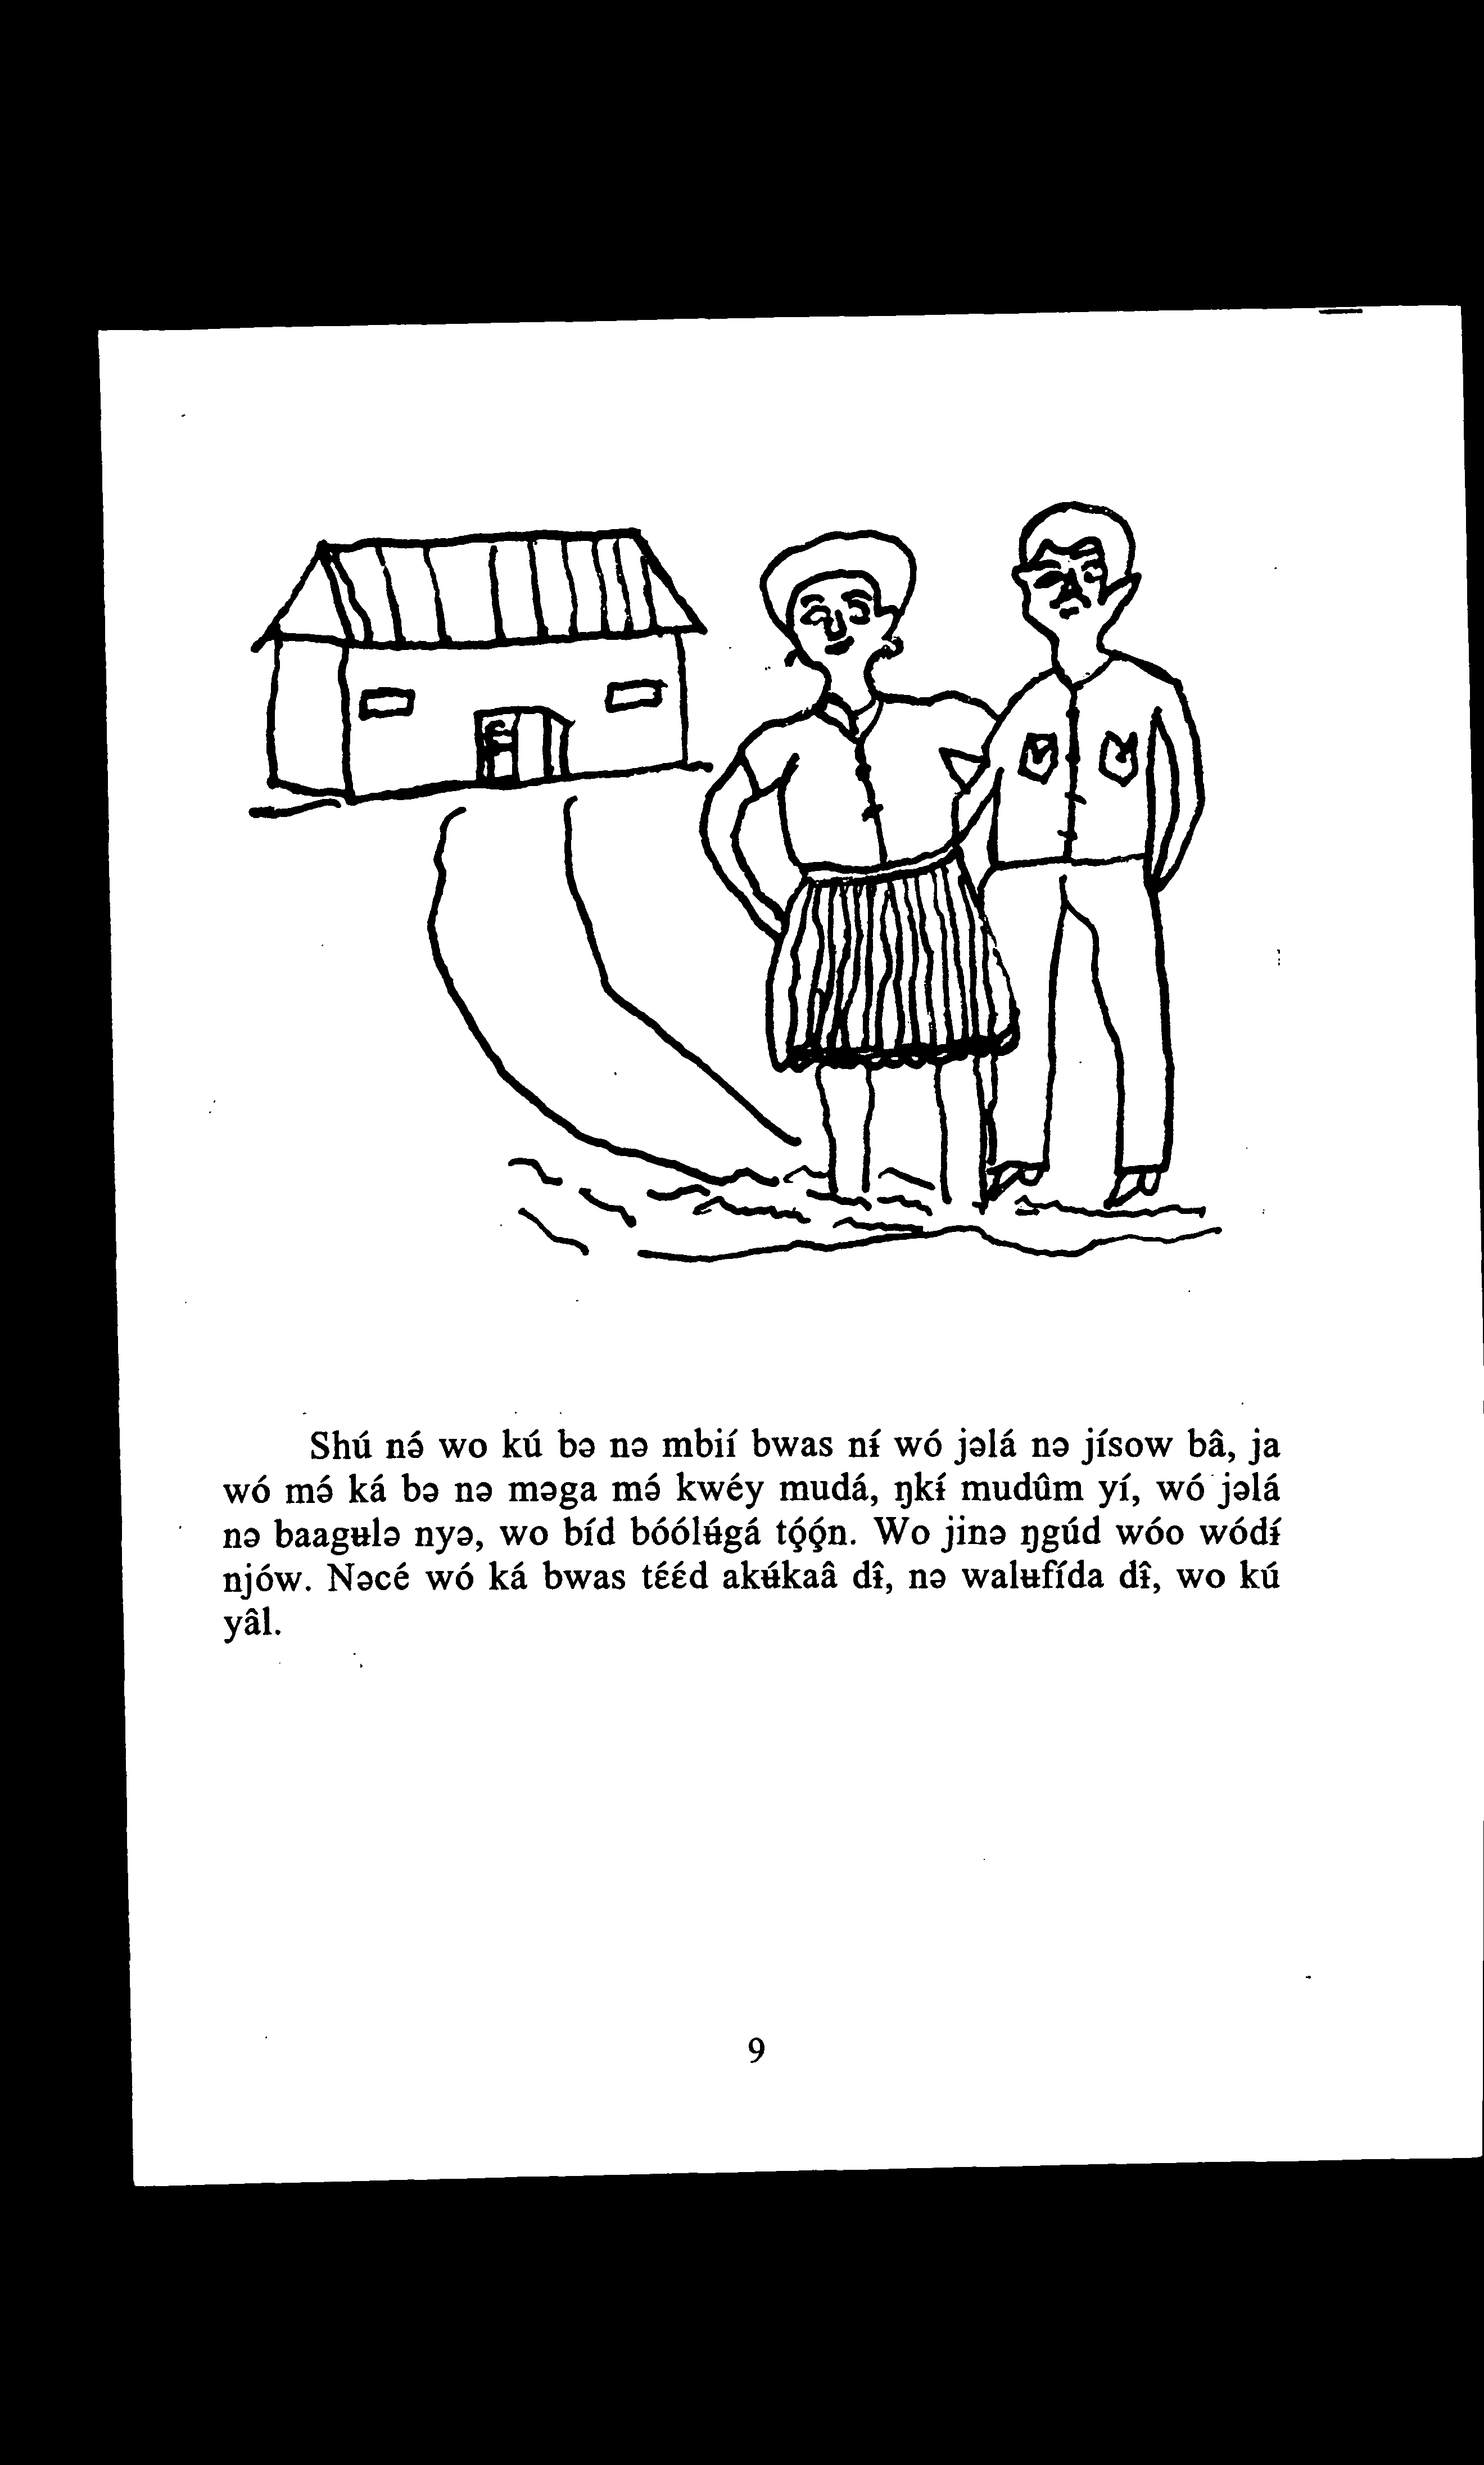 Shú nə́ wo kú bə nə mbií bwas nɨ́ wó jəlá nə jísow bâ, ja
wó mə́ ká bə nə məga mə́ kwéy mudá, ŋkɨ́ mudûm yí, wó jəlá
nə baagʉlə nyə, wo bíd bóólʉ́gá tɔ̧́ɔ̧́n. Wo jinə ŋgúd wóo wódɨ́
njów. Nəcé wó ká bwas tɛ́ɛ́d akʉ́kaâ dɨ̂, nə walʉfída dɨ̂, wo kú
yâl.
9